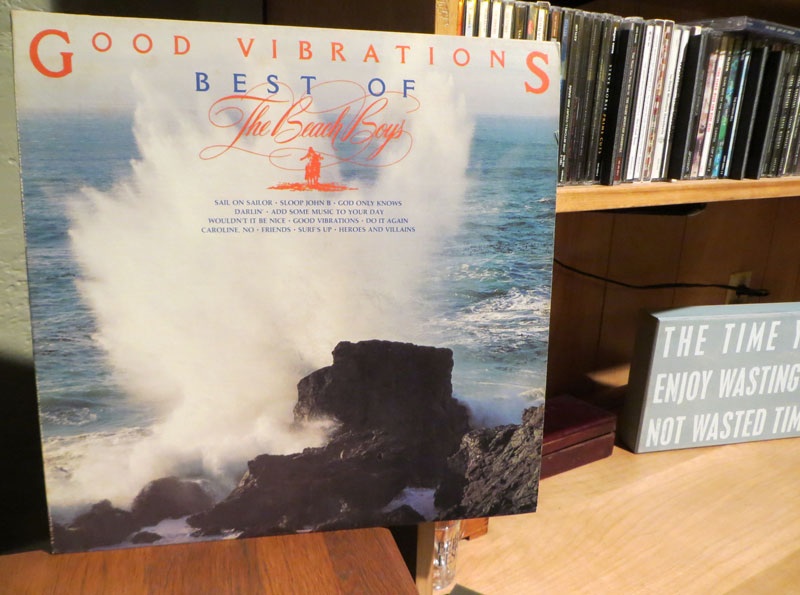 GOOD VIBRATIONS
BEST OF
The Beach Boys
SAIL ON SAILOR • SLOOP JOHN B • GOD ONLY KNOWS
DARLIN' • ADD SOME MUSIC TO YOUR DAY
WOULDN'T IT BE NICE • GOOD VIBRATIONS • DO IT AGAIN
CAROLINE, NO • FRIENDS • SURF'S UP • HEROES AND VILLAINS
THE TIME Y
ENJOY WASTING
NOT WASTED TIM